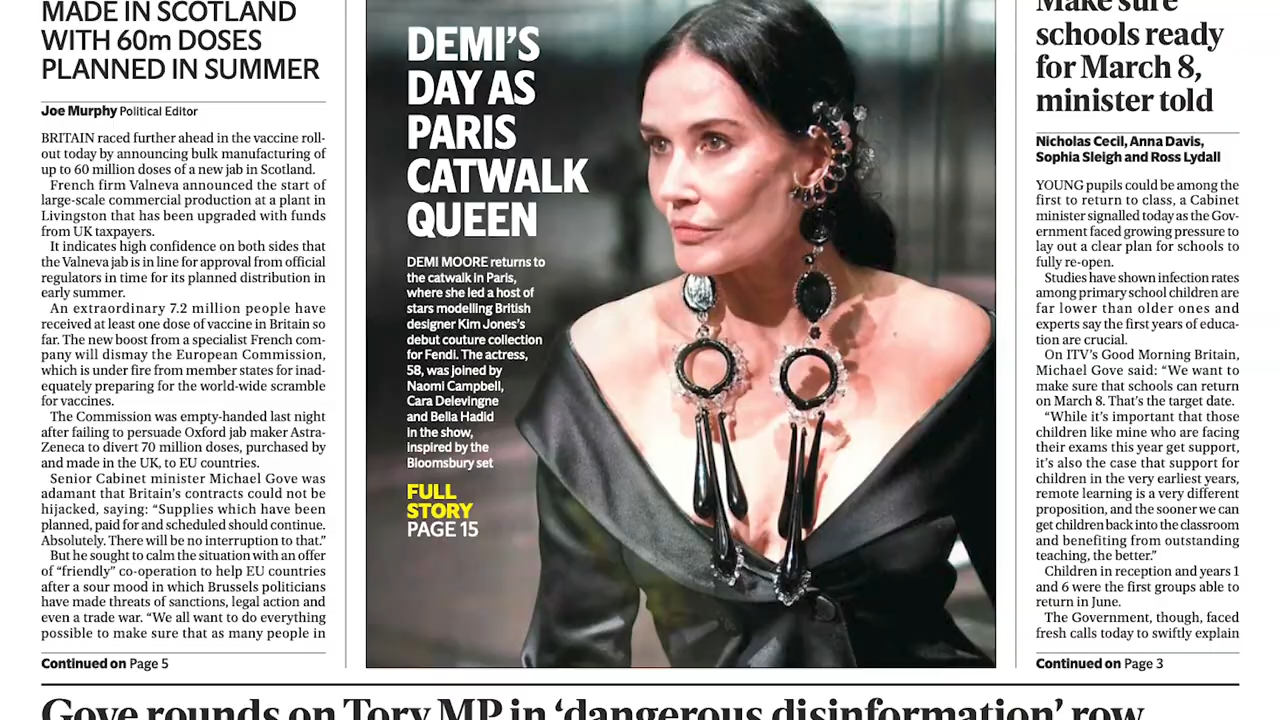 MADE IN SCOTLAND
WITH 60m DOSES
PLANNED IN SUMMER
Joe Murphy Political Editor
BRITAIN raced further ahead in the vaccine roll-
out today by announcing bulk manufacturing of
up to 60 million doses of a new jab in Scotland.
French firm Valneva announced the start of
large-scale commercial production at a plant in
Livingston that has been upgraded with funds
from UK taxpayers.
It indicates high confidence on both sides that
the Valneva jab is in line for approval from official
regulators in time for its planned distribution in
early summer.
An extraordinary 7.2 million people have
received at least one dose of vaccine in Britain so
far. The new boost from a specialist French com-
pany will dismay the European Commission,
which is under fire from member states for inad-
equately preparing for the world-wide scramble
for vaccines.
The Commission was empty-handed last night
after failing to persuade Oxford jab maker Astra-
Zeneca to divert 70 million doses, purchased by
and made in the UK, to EU countries.
Senior Cabinet minister Michael Gove was
adamant that Britain's contracts could not be
hijacked, saying: “Supplies which have been
planned, paid for and scheduled should continue.
Absolutely. There will be no interruption to that.”
But he sought to calm the situation with an offer
of “friendly” co-operation to help EU countries
after a sour mood in which Brussels politicians
have made threats of sanctions, legal action and
even a trade war. “We all want to do everything
possible to make sure that as many people in
Continued on Page 5
DEMI'S
DAY AS
PARIS
CATWALK
QUEEN
DEMI MOORE returns to
the catwalk in Paris,
where she led a host of
stars modelling British
designer Kim Jones's
debut couture collection
for Fendi. The actress,
58, was joined by
Naomi Campbell,
Cara Delevingne
and Bella Hadid
in the show,
inspired by the
Bloomsbury set
FULL
STORY
PAGE 15
Make sure
schools ready
for March 8,
minister told
Nicholas Cecil, Anna Davis,
Sophia Sleigh and Ross Lydall
YOUNG pupils could be among the
first to return to class, a Cabinet
minister signalled today as the Gov-
ernment faced growing pressure to
lay out a clear plan for schools to
fully re-open.
Studies have shown infection rates
among primary school children are
far lower than older ones and
experts say the first years of educa-
tion are crucial.
On ITV's Good Morning Britain,
Michael Gove said: “We want to
make sure that schools can return
on March 8. That's the target date.
“While it's important that those
children like mine who are facing
their exams this year get support,
it's also the case that support for
children in the very earliest years,
remote learning is a very different
proposition, and the sooner we can
get children back into the classroom
and benefiting from outstanding
teaching, the better.”
Children in reception and years 1
and 6 were the first groups able to
return in June.
The Government, though, faced
fresh calls today to swiftly explain
Continued on Page 3
Gove rounds on Tory MP in ‘dangerous disinformation’ row